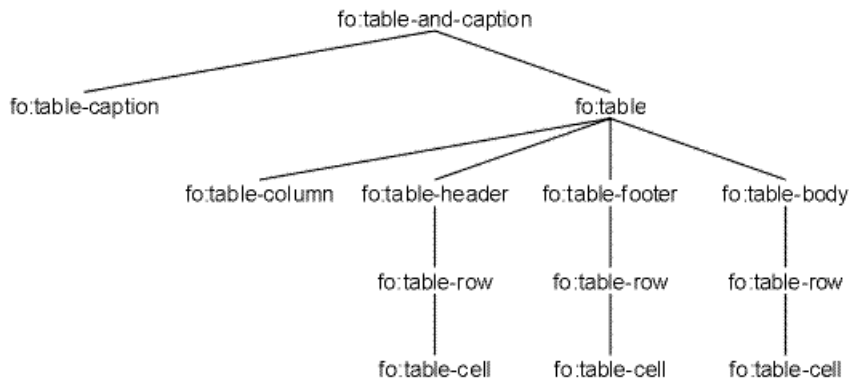 fo:table-and-caption
fo:table-caption fo:table
fo:table-column fo:table-header fo:table-footer fo:table-body
fo:table-row fo:table-row fo:table-row
fo:table-cell fo:table-cell fo:table-cell